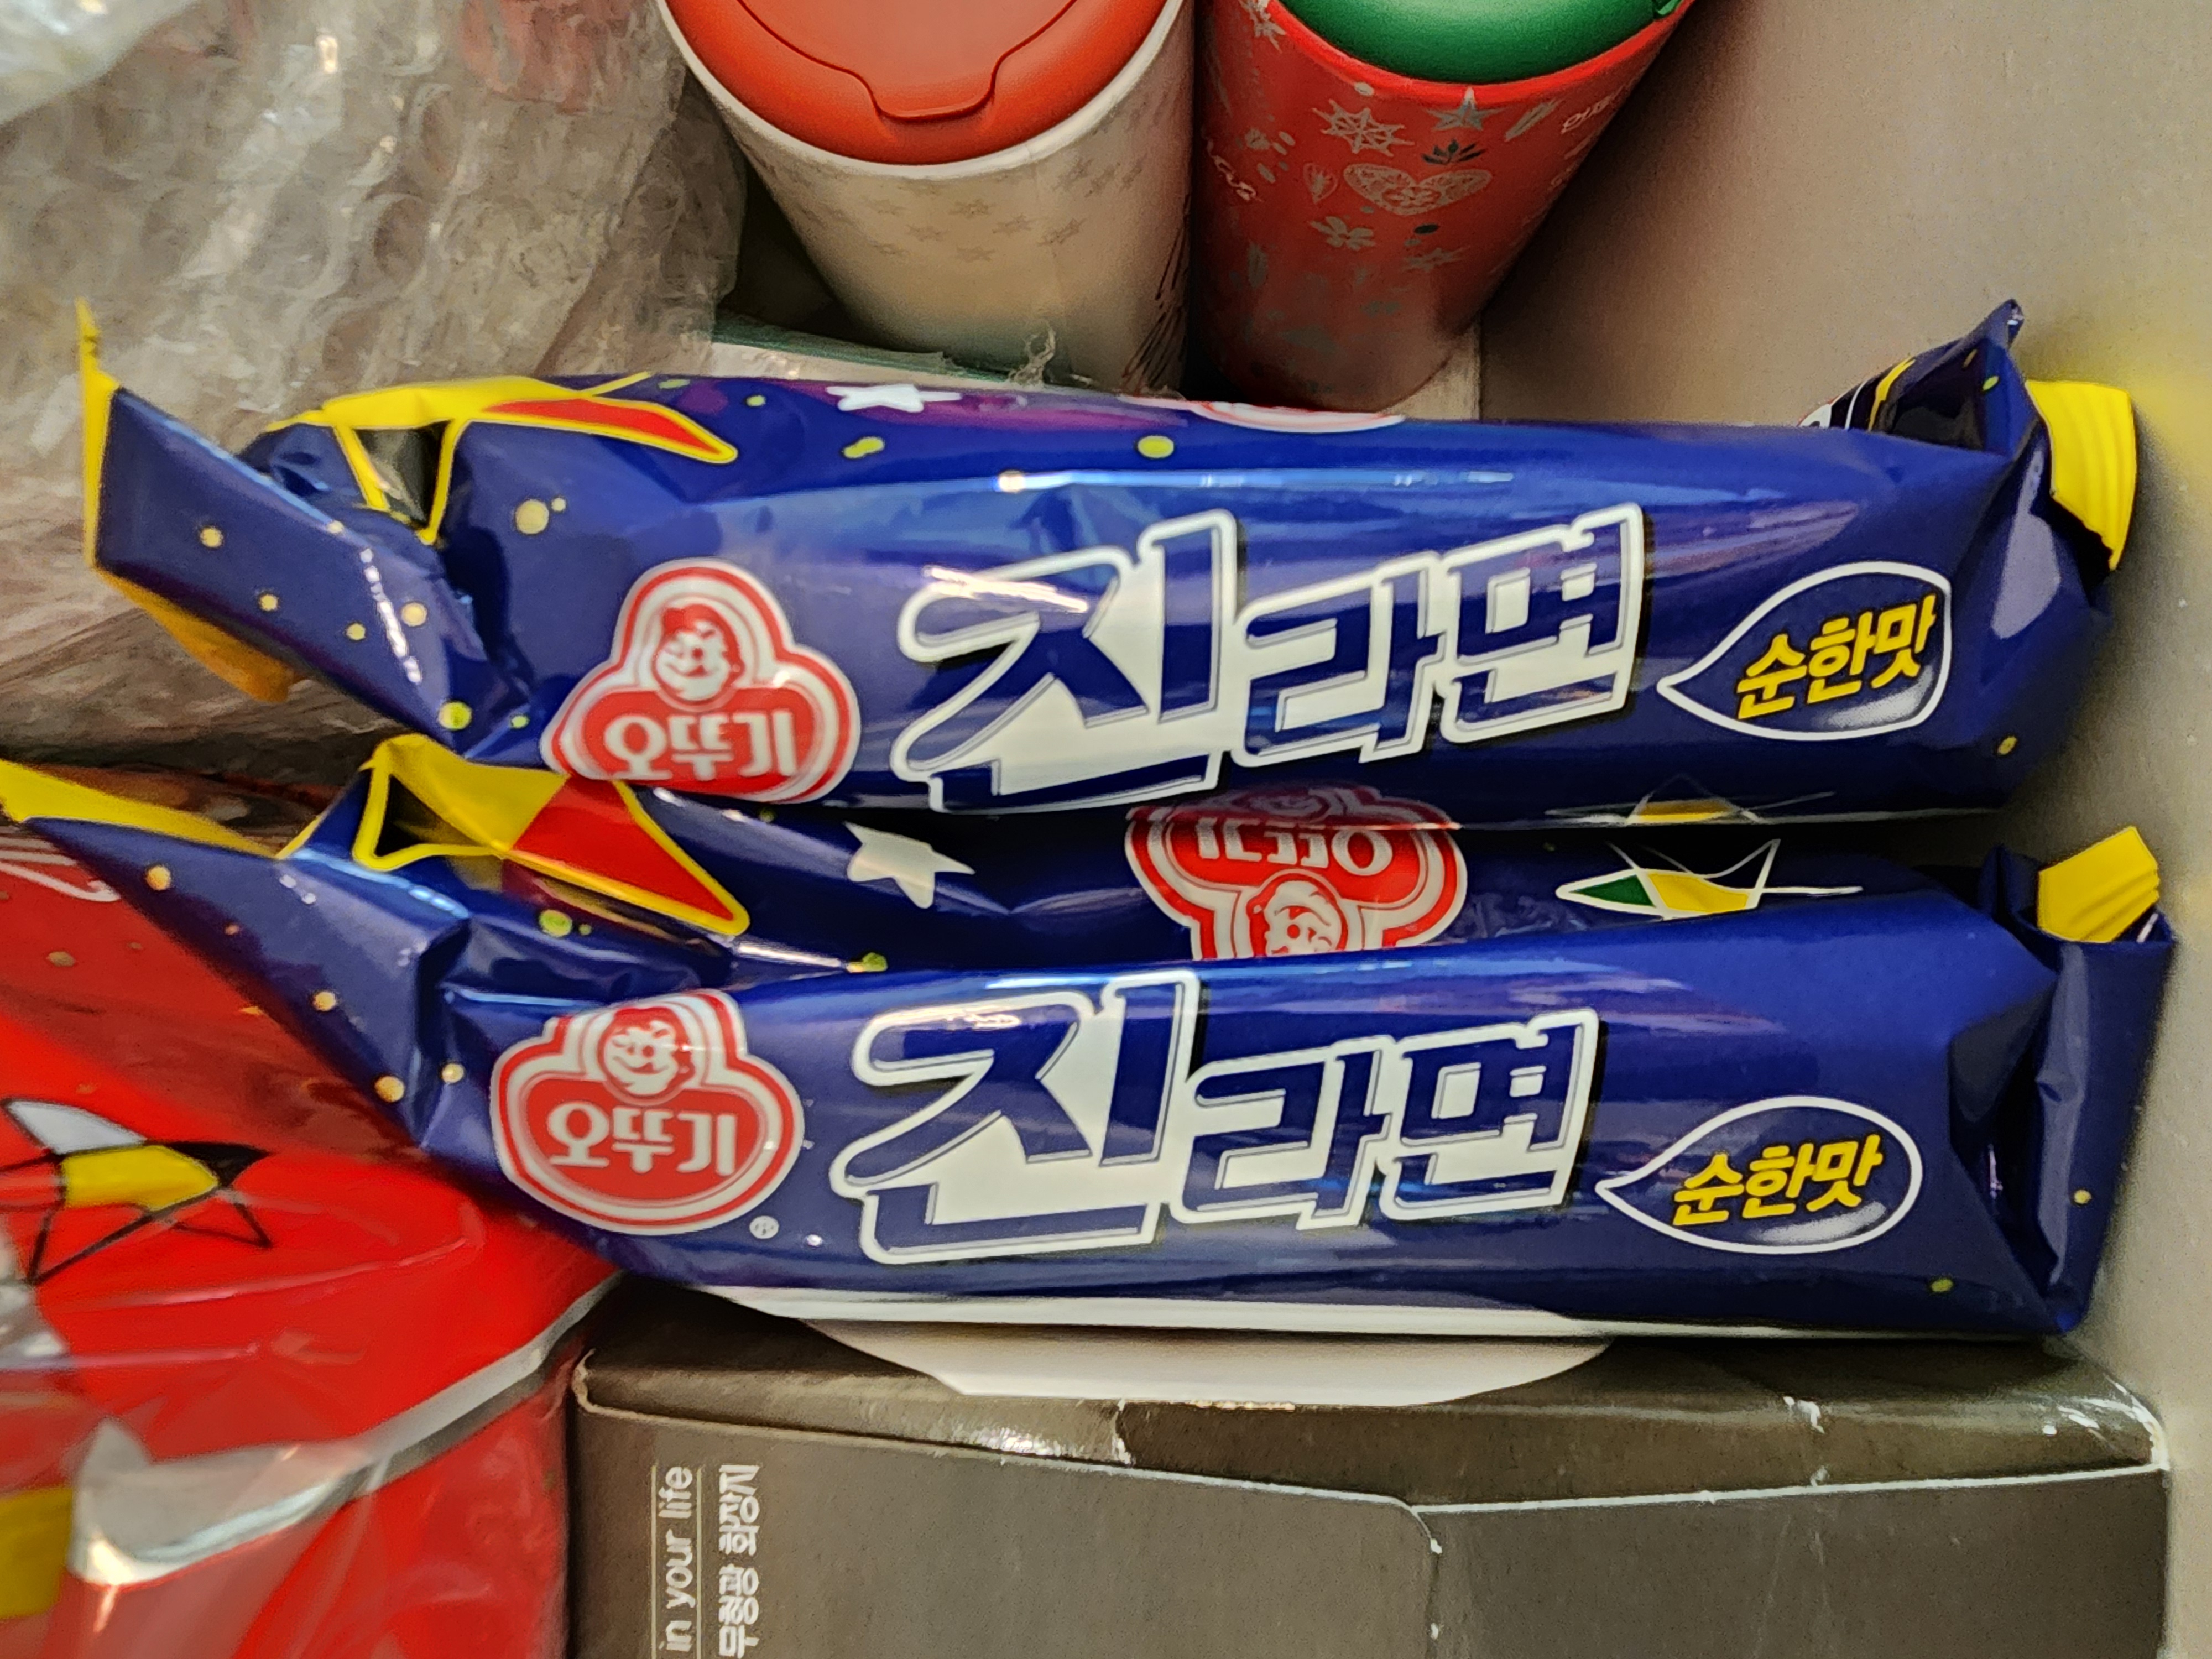 오뚜기
진라면
순한맛
오뚜기
오뚜기
진라면
순한맛
in your life
무형광 화장지